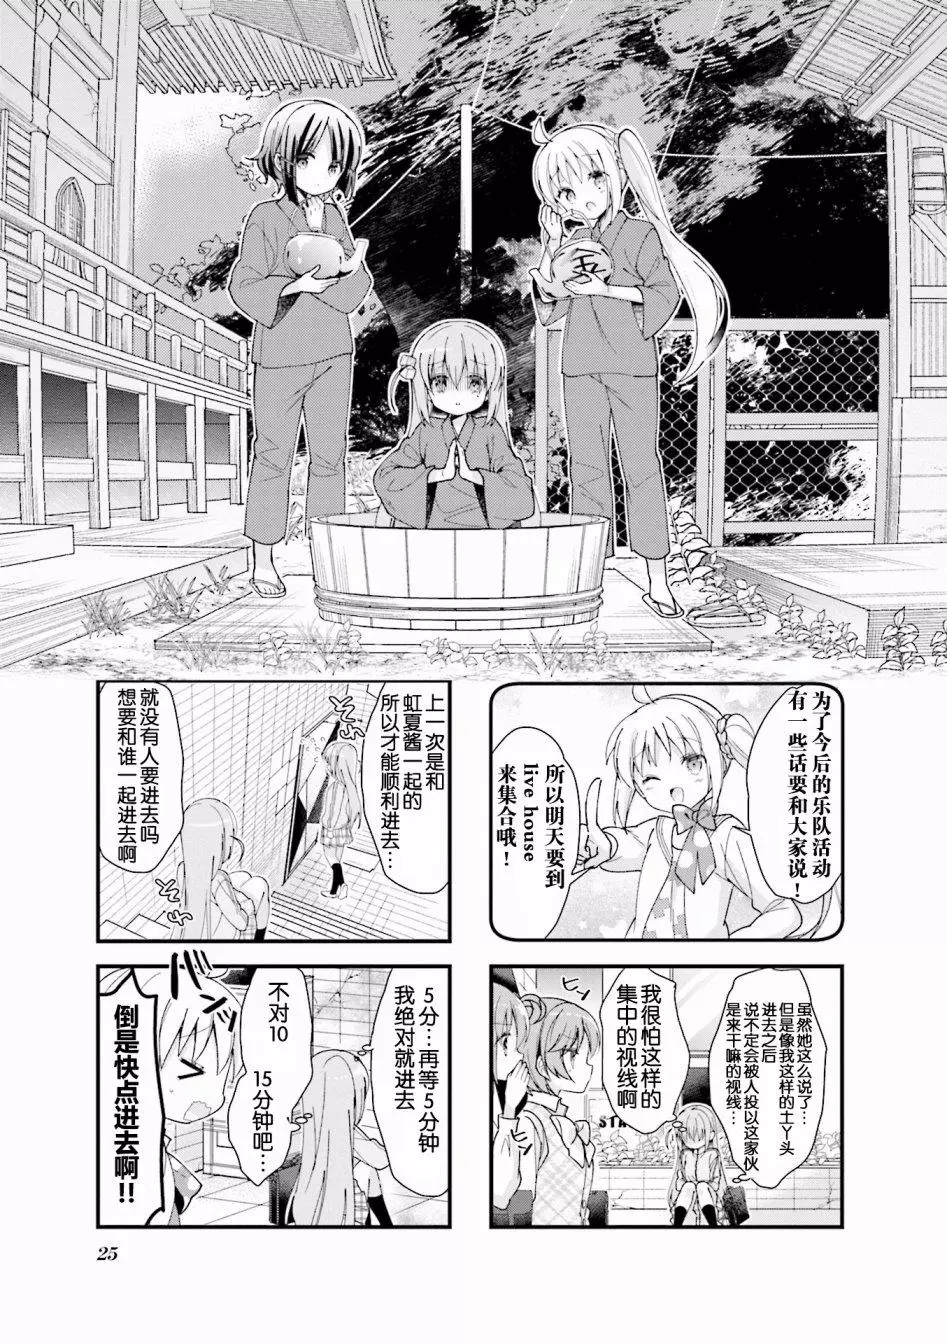 为了今后的乐队活动
有一些话要和大家说！
所以明天要到
live house
来集合哦！
虽然她这么说了…
但是像我这样的土丫头
进去之后
说不定会被人投以这家伙
是来干嘛的视线…
我很怕这样的
集中的视线啊
STA
上一次是和
虹夏酱一起的
所以才能顺利进去…
就没有人要进去吗
想要和谁一起进去啊
5分…再等5分钟
我绝对就进去
不对10
15分钟吧…
倒是快点进去啊!!
25